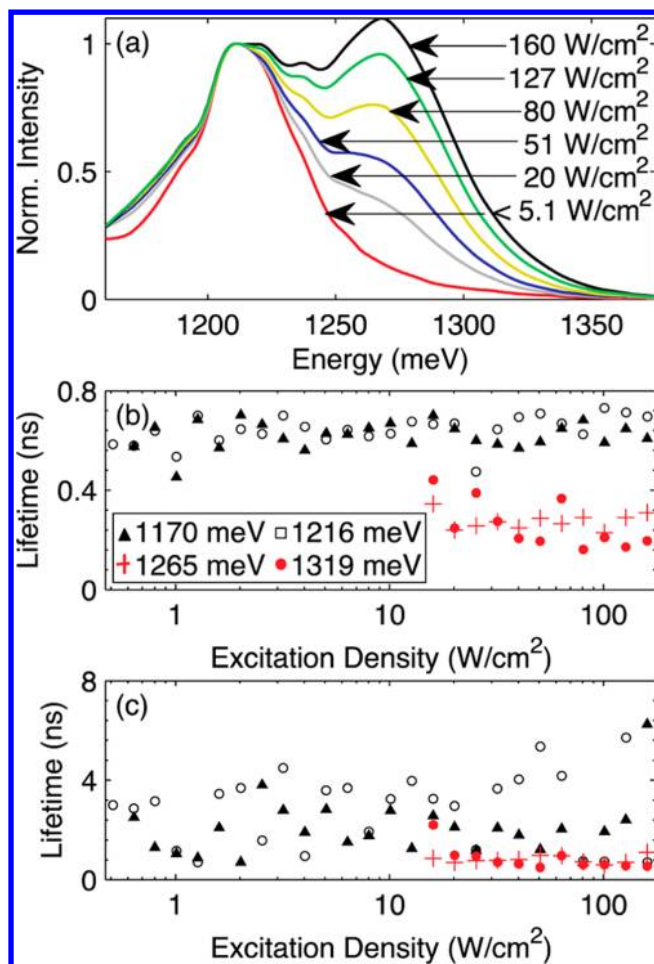 (a)
160 W/cm²
127 W/cm²
80 W/cm²
51 W/cm²
20 W/cm²
< 5.1 W/cm²
Norm. Intensity
1
0.5
0
1200 1250 1300 1350
Energy (meV)
(b)
Lifetime (ns)
0.8
0.4
0
▲ 1170 meV ○ 1216 meV
+ 1265 meV ● 1319 meV
1 10 100
Excitation Density (W/cm²)
(c)
Lifetime (ns)
8
4
0
1 10 100
Excitation Density (W/cm²)